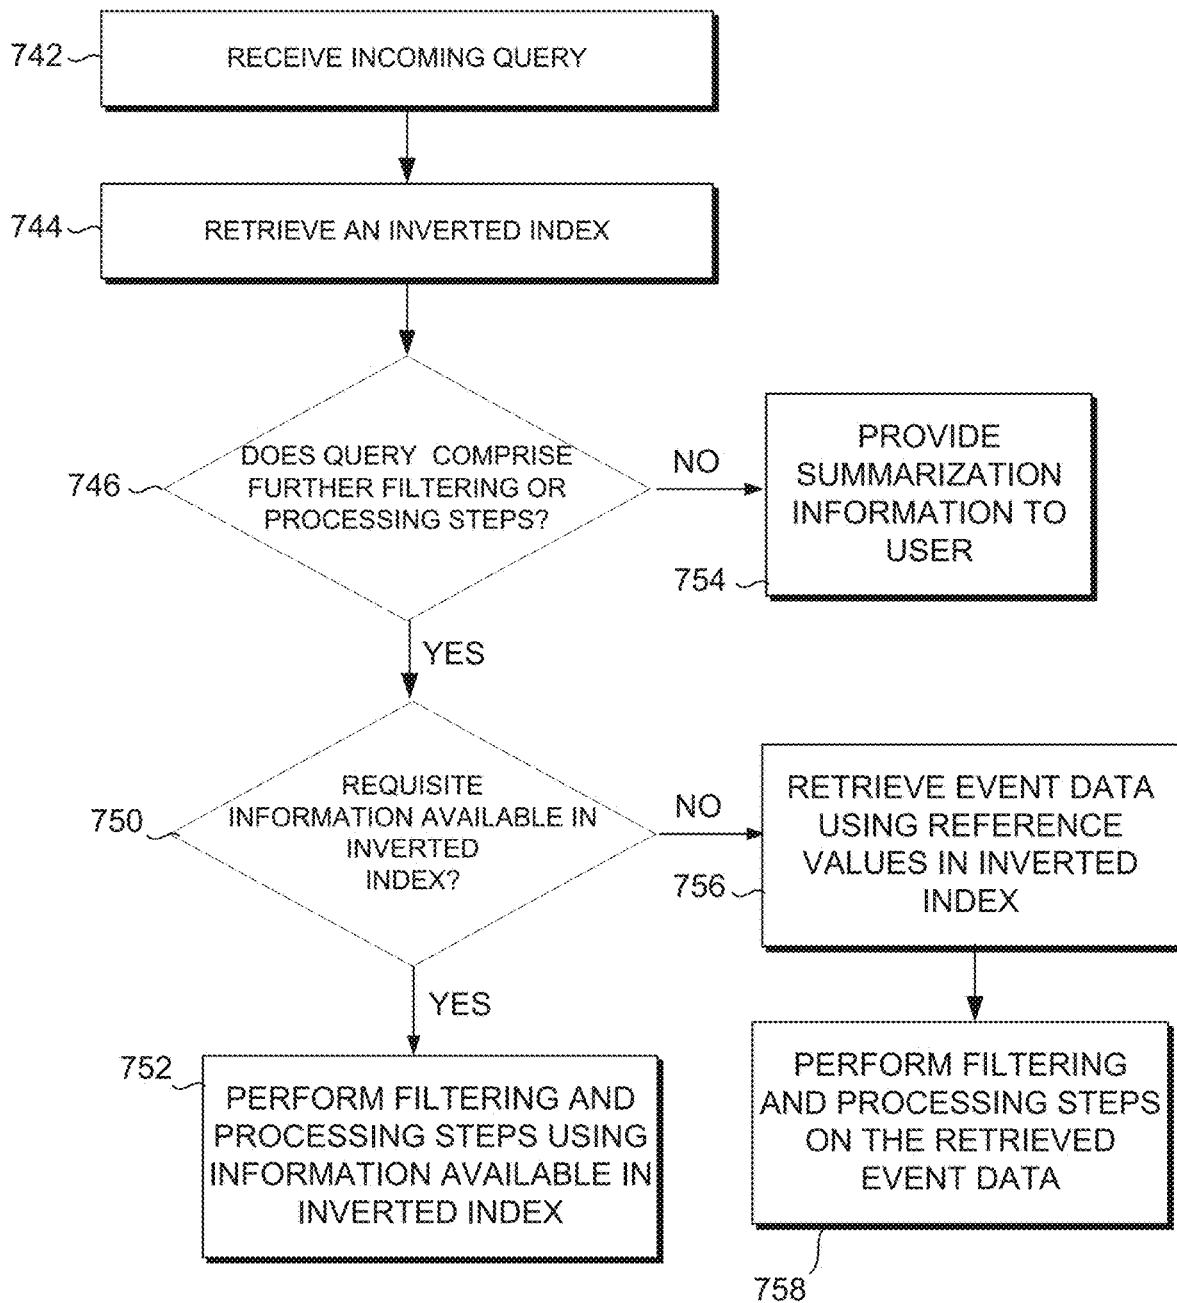 742
RECEIVE INCOMING QUERY
744
RETRIEVE AN INVERTED INDEX
746
DOES QUERY COMPRISE
FURTHER FILTERING OR
PROCESSING STEPS?
NO
PROVIDE
SUMMARIZATION
INFORMATION TO
USER
754
YES
750
REQUISITE
INFORMATION AVAILABLE IN
INVERTED
INDEX?
NO
RETRIEVE EVENT DATA
USING REFERENCE
VALUES IN INVERTED
INDEX
756
YES
752
PERFORM FILTERING AND
PROCESSING STEPS USING
INFORMATION AVAILABLE IN
INVERTED INDEX
PERFORM FILTERING
AND PROCESSING STEPS
ON THE RETRIEVED
EVENT DATA
758